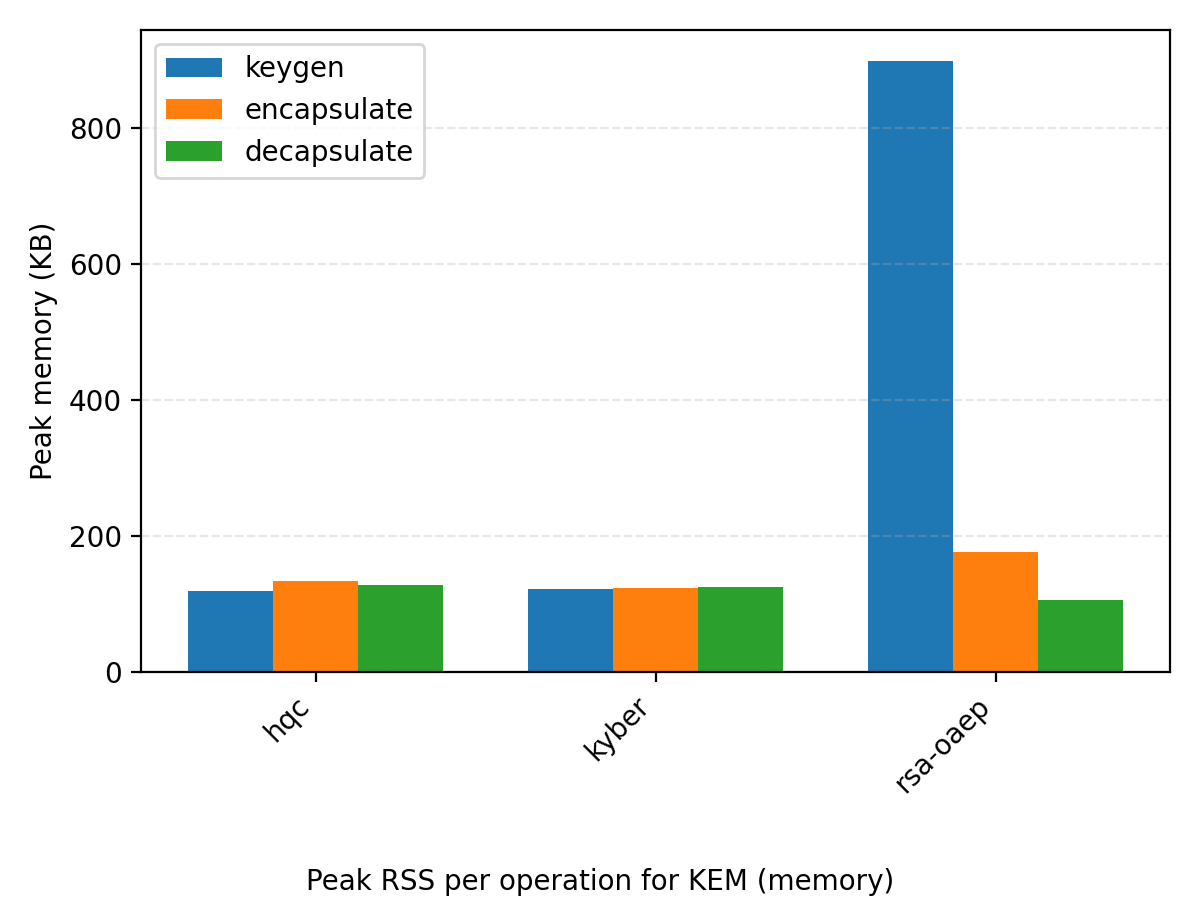 keygen
encapsulate
decapsulate
Peak memory (KB)
800
600
400
200
0
hqc
kyber
rsa-oaep
Peak RSS per operation for KEM (memory)